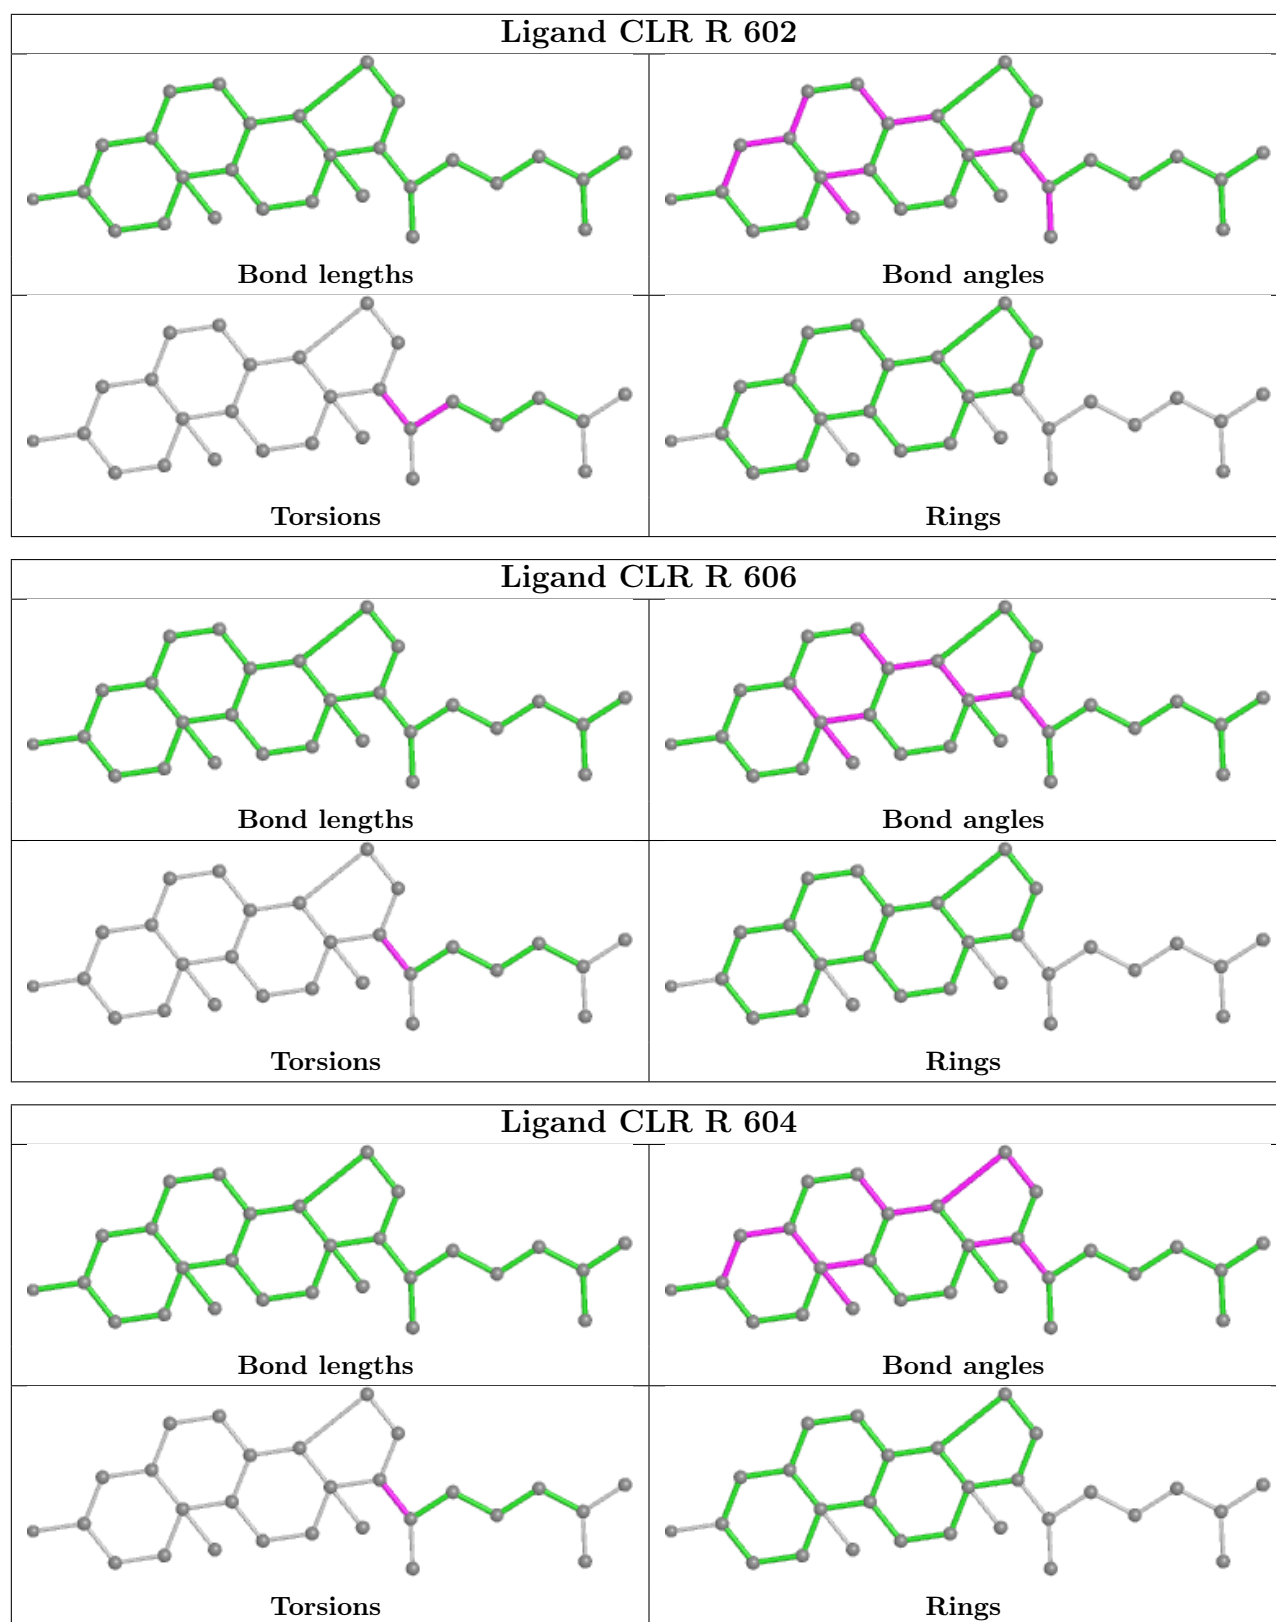 Ligand CLR R 602
Bond lengths
Bond angles
Torsions
Rings
Ligand CLR R 606
Bond lengths
Bond angles
Torsions
Rings
Ligand CLR R 604
Bond lengths
Bond angles
Torsions
Rings